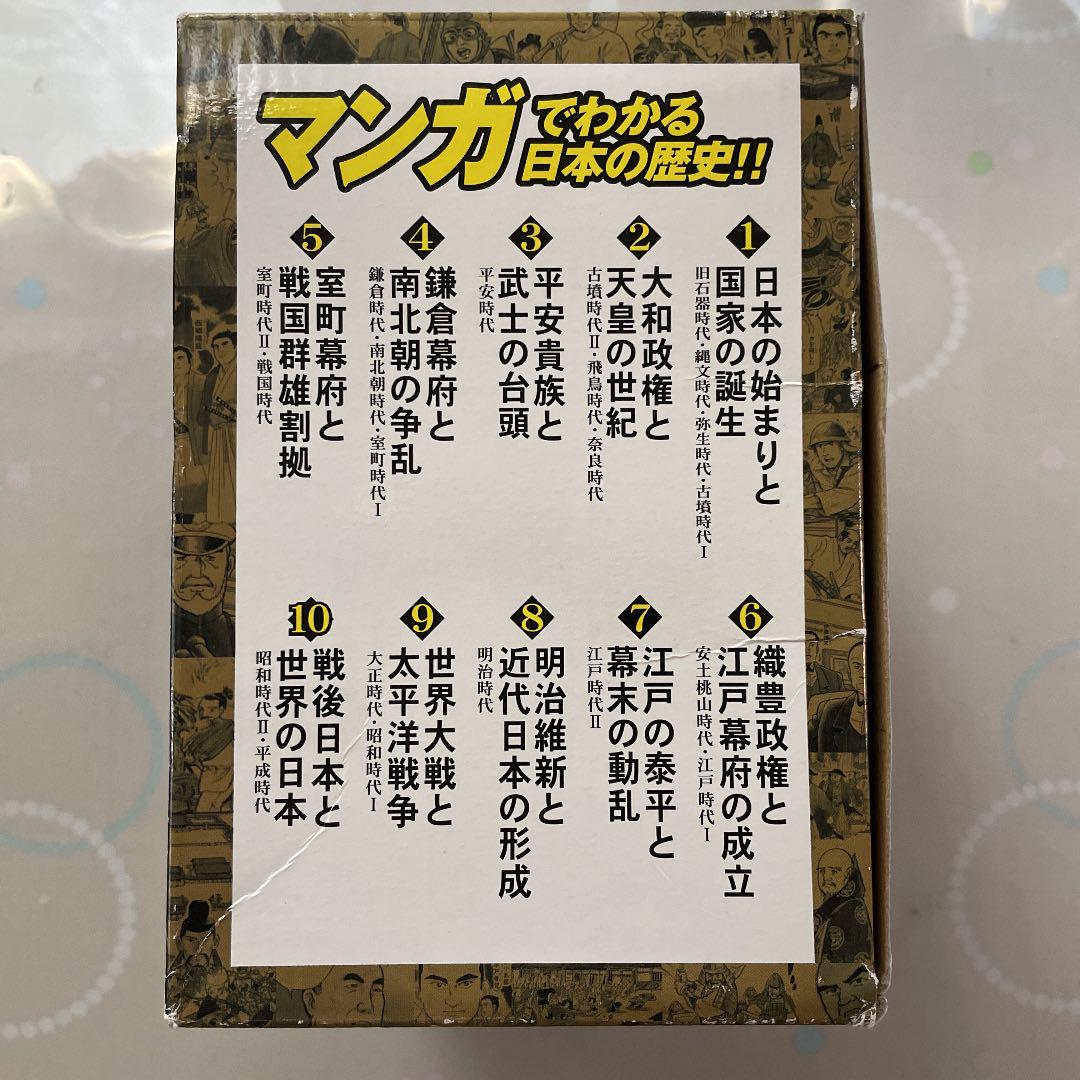 マンガでわかる
日本の歴史!!
1
日本の始まりと
国家の誕生
旧石器時代・縄文時代・弥生時代・古墳時代Ⅰ
2
大和政権と
天皇の世紀
古墳時代Ⅱ・飛鳥時代・奈良時代
3
平安貴族と
武士の台頭
平安時代
4
鎌倉幕府と
南北朝の争乱
鎌倉時代・南北朝時代・室町時代Ⅰ
5
室町幕府と
戦国群雄割拠
室町時代Ⅱ・戦国時代
6
織豊政権と
江戸幕府の成立
安土桃山時代・江戸時代Ⅰ
7
江戸の泰平と
幕末の動乱
江戸時代Ⅱ
8
明治維新と
近代日本の形成
明治時代
9
世界大戦と
太平洋戦争
大正時代・昭和時代Ⅰ
10
戦後日本と
世界の日本
昭和時代Ⅱ・平成時代